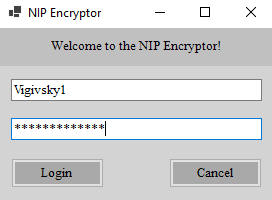 NIP Encryptor
Welcome to the NIP Encryptor!
Vigivsky1
*************
Login Cancel